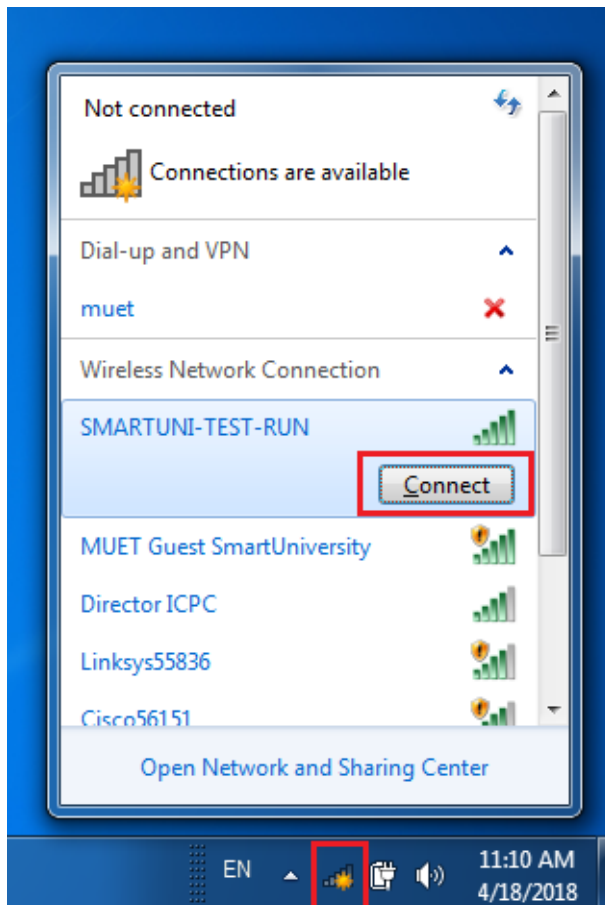 Not connected
Connections are available
Dial-up and VPN
muet
Wireless Network Connection
SMARTUNI-TEST-RUN
Connect
MUET Guest SmartUniversity
Director ICPC
Linksys55836
Cisco56151
Open Network and Sharing Center
EN
11:10 AM
4/18/2018